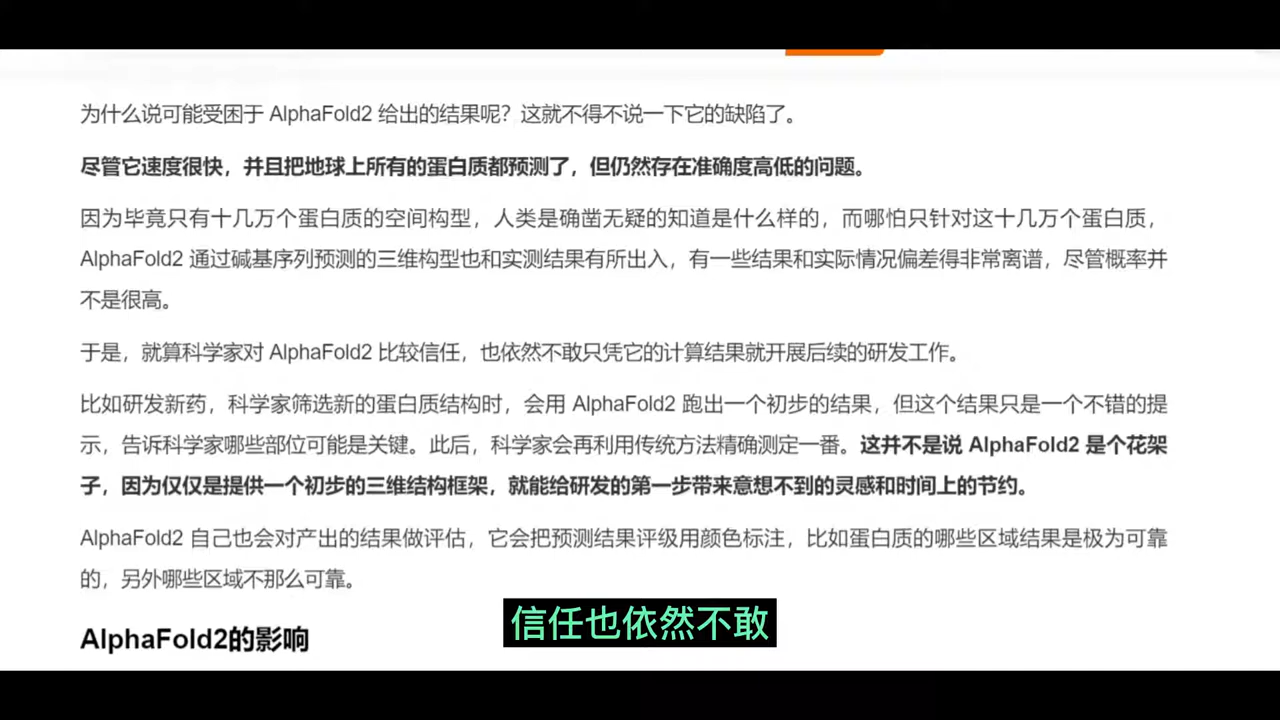 为什么说可能受困于 AlphaFold2 给出的结果呢？这就不得不说一下它的缺陷了。
尽管它速度很快，并且把地球上所有的蛋白质都预测了，但仍然存在准确度高低的问题。
因为毕竟只有十几万个蛋白质的空间构型，人类是确凿无疑的知道是什么样的，而哪怕只针对这十几万个蛋白质，
AlphaFold2 通过碱基序列预测的三维构型也和实测结果有所出入，有一些结果和实际情况偏差得非常离谱，尽管概率并
不是很高。
于是，就算科学家对 AlphaFold2 比较信任，也依然不敢只凭它的计算结果就开展后续的研发工作。
比如研发新药，科学家筛选新的蛋白质结构时，会用 AlphaFold2 跑出一个初步的结果，但这个结果只是一个不错的提
示，告诉科学家哪些部位可能是关键。此后，科学家会再利用传统方法精确测定一番。这并不是说 AlphaFold2 是个花架
子，因为仅仅是提供一个初步的三维结构框架，就能给研发的第一步带来意想不到的灵感和时间上的节约。
AlphaFold2 自己也会对产出的结果做评估，它会把预测结果评级用颜色标注，比如蛋白质的哪些区域结果是极为可靠
的，另外哪些区域不那么可靠。
AlphaFold2的影响
信任也依然不敢